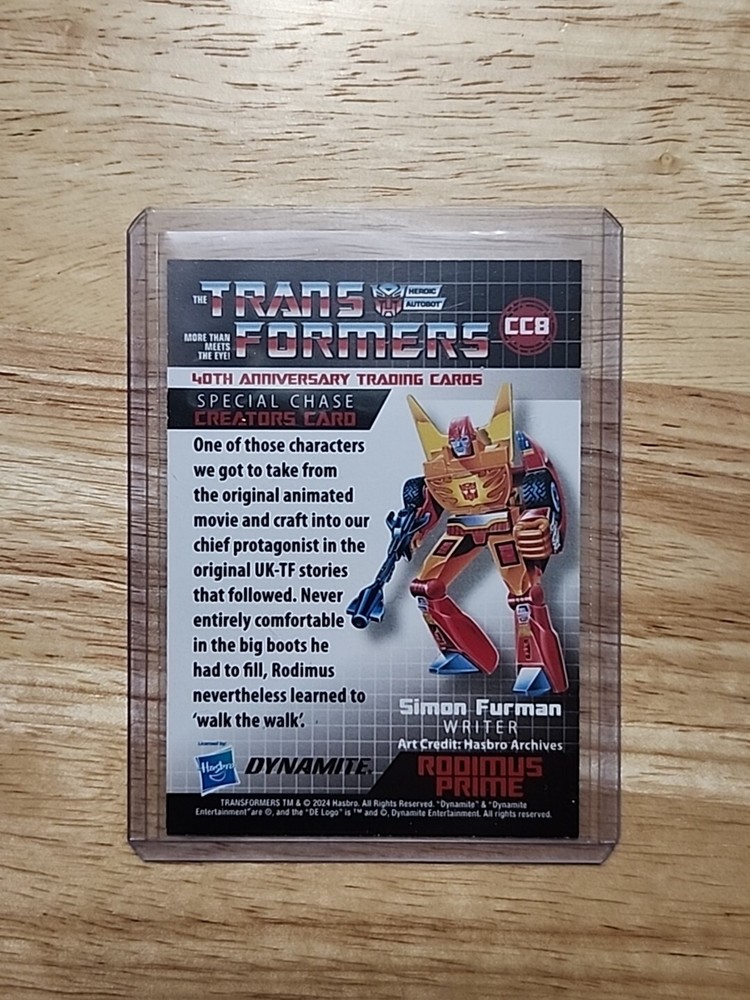 THE TRANSFORMERS
HEROIC
AUTOBOT
MORE THAN
MEETS
THE EYE!
CC8
40TH ANNIVERSARY TRADING CARDS
SPECIAL CHASE
CREATORS CARD
One of those characters
we got to take from
the original animated
movie and craft into our
chief protagonist in the
original UK-TF stories
that followed. Never
entirely comfortable
in the big boots he
had to fill, Rodimus
nevertheless learned to
‘walk the walk’.
Simon Furman
WRITER
Art Credit: Hasbro Archives
RODIMUS
PRIME
Licensed by:
Hasbro
DYNAMITE.
TRANSFORMERS TM & © 2024 Hasbro. All Rights Reserved. "Dynamite" & "Dynamite
Entertainment"are ®, and the "DE Logo" is ™ and ©, Dynamite Entertainment. All rights reserved.